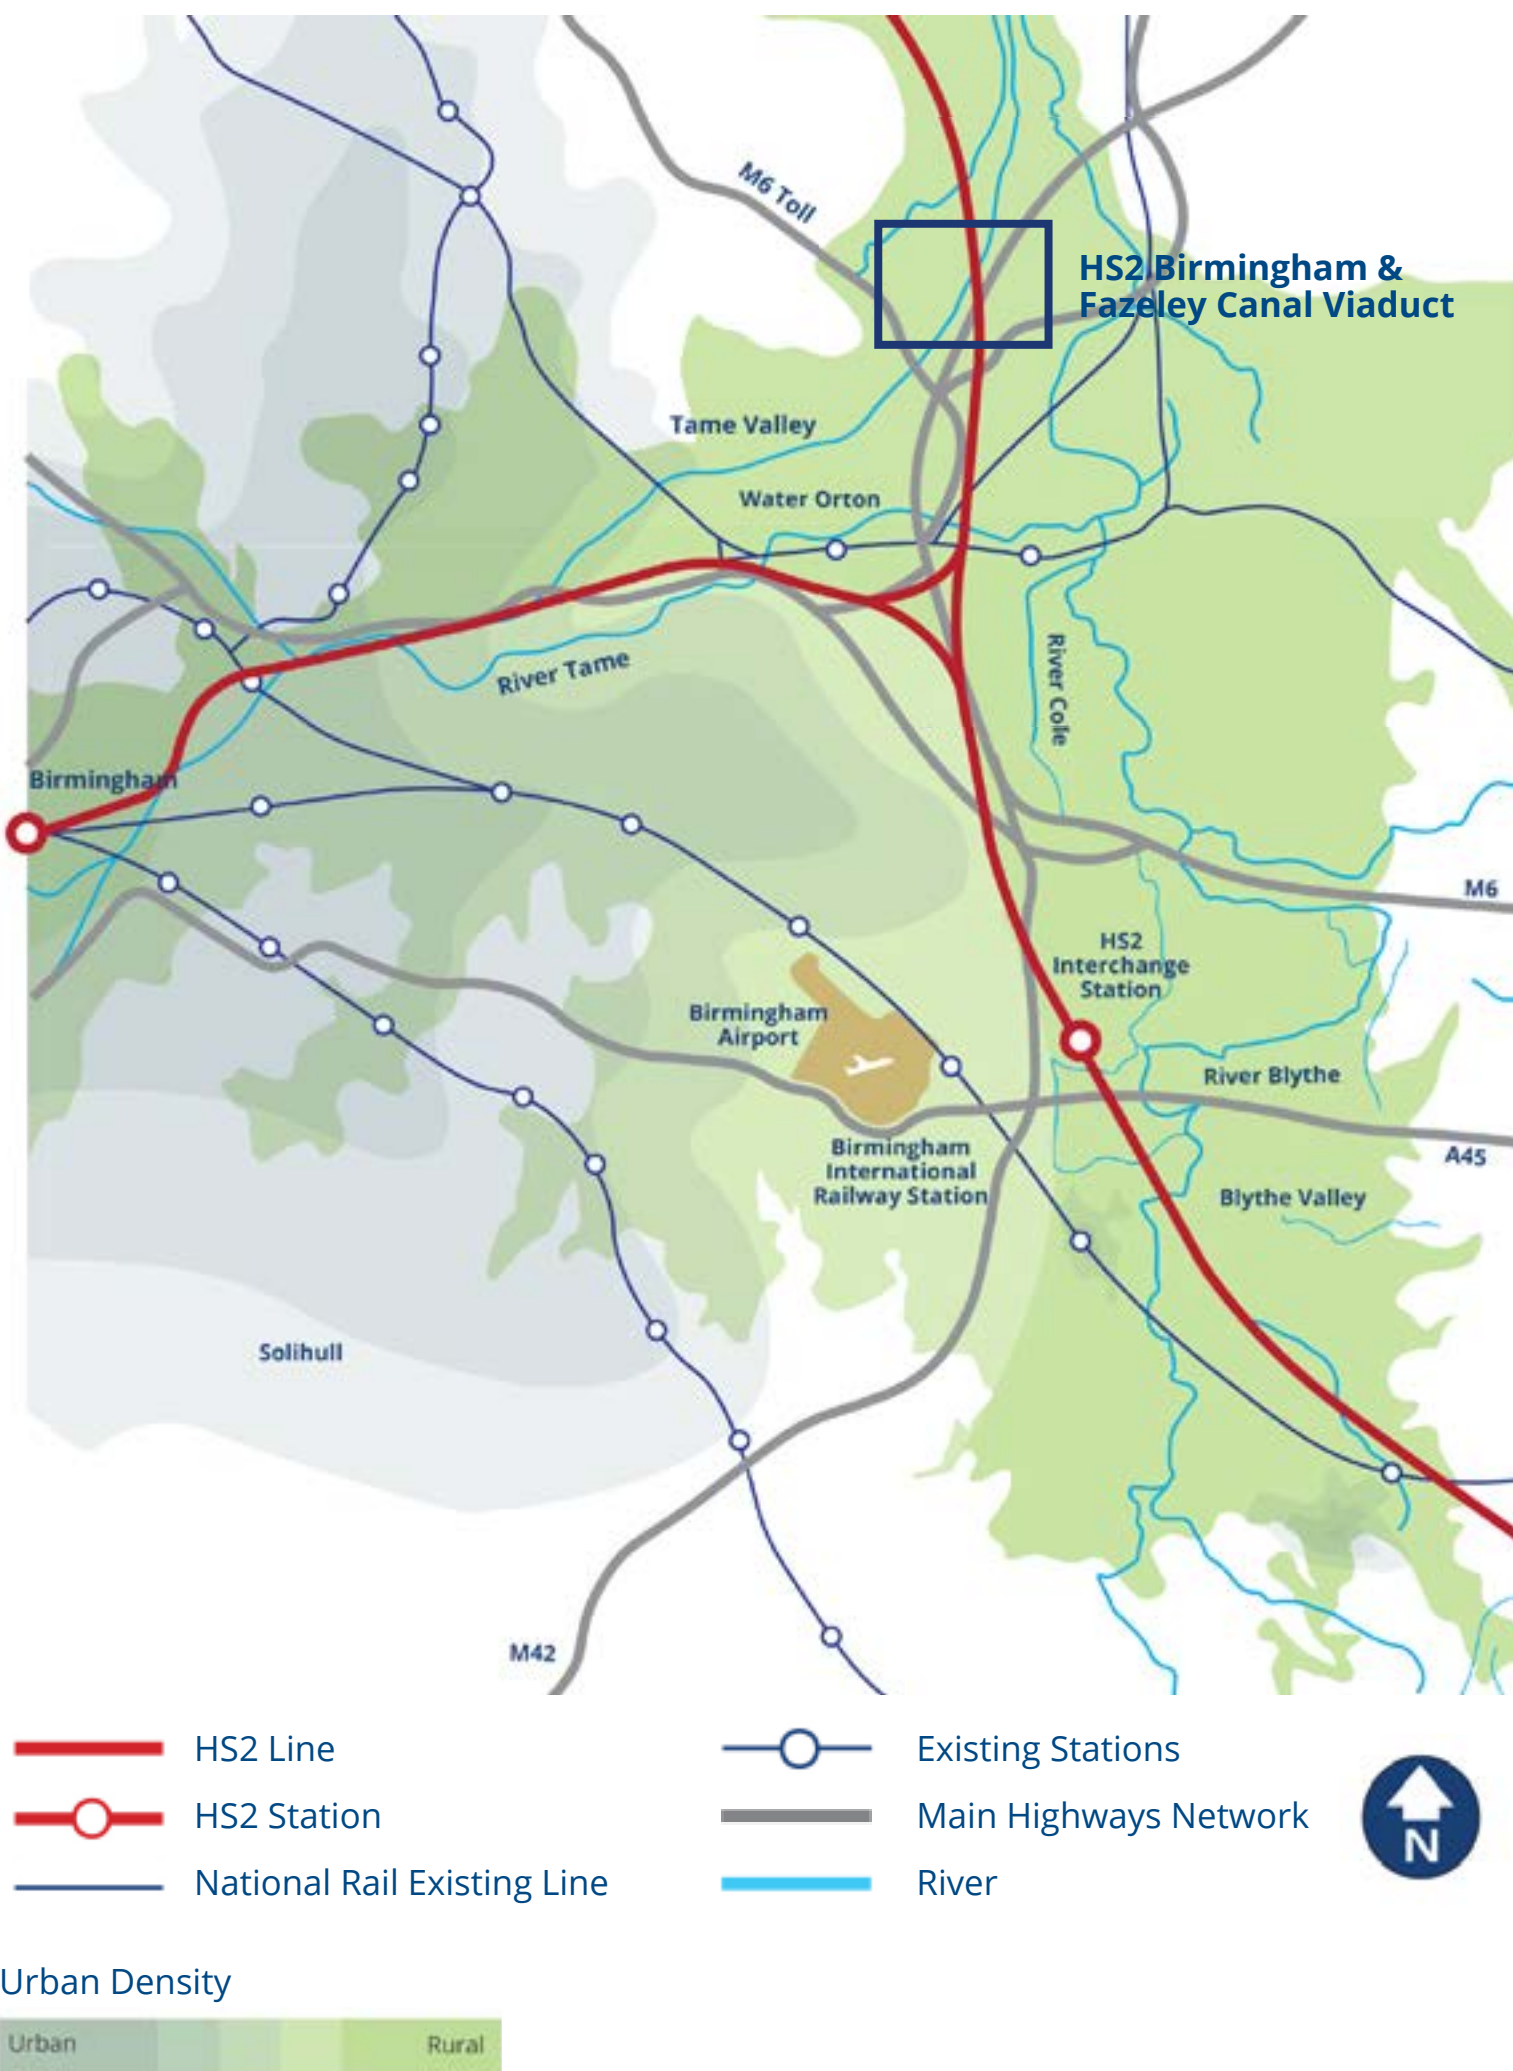 M6 Toll
HS2 Birmingham &
Fazeley Canal Viaduct
Tame Valley
Water Orton
River Tame
River Cole
Birmingham
M6
HS2
Interchange
Station
Birmingham
Airport
River Blythe
Birmingham
International
Railway Station
A45
Blythe Valley
Solihull
M42
HS2 Line
HS2 Station
National Rail Existing Line
Existing Stations
Main Highways Network
River
N
Urban Density
Urban
Rural